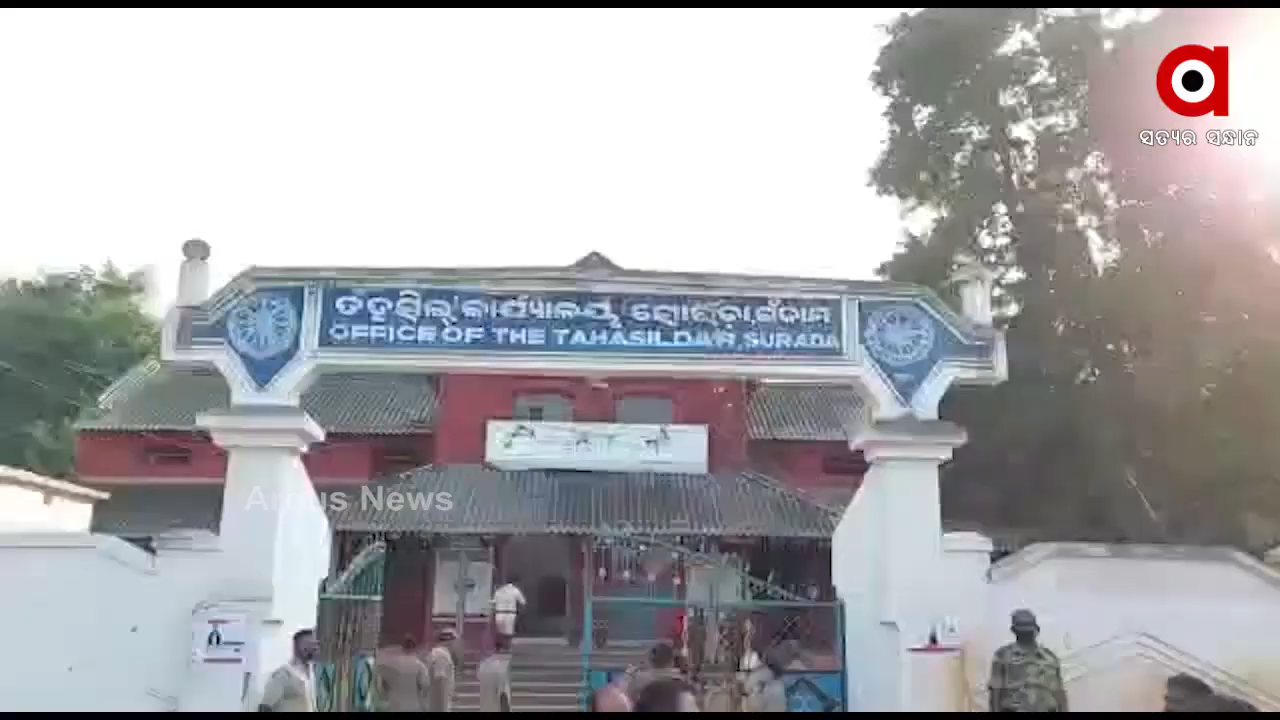 ସତ୍ୟର ସନ୍ଧାନ
ତହସିଲ୍ କାର୍ଯ୍ୟାଳୟ, ସୋରଡ଼ା, ଗଞ୍ଜାମ
OFFICE OF THE TAHASILDAR, SURADA
Argus News